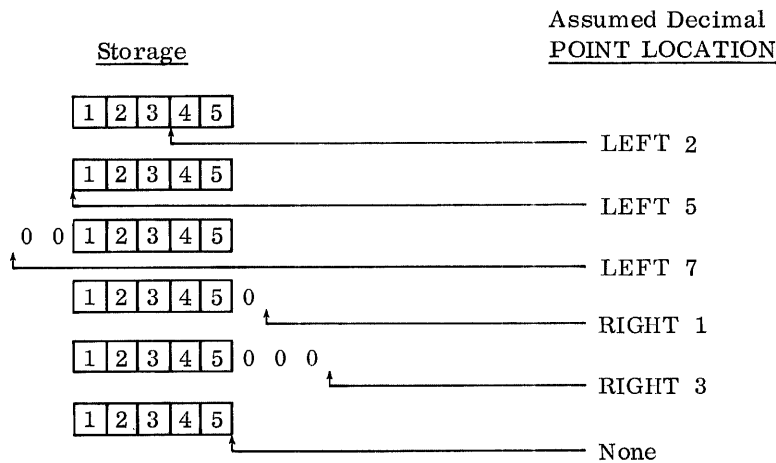 Assumed Decimal
Storage POINT LOCATION
1 2 3 4 5
LEFT 2
1 2 3 4 5
LEFT 5
0 0 1 2 3 4 5
LEFT 7
1 2 3 4 5 0
RIGHT 1
1 2 3 4 5 0 0 0
RIGHT 3
1 2 3 4 5
None